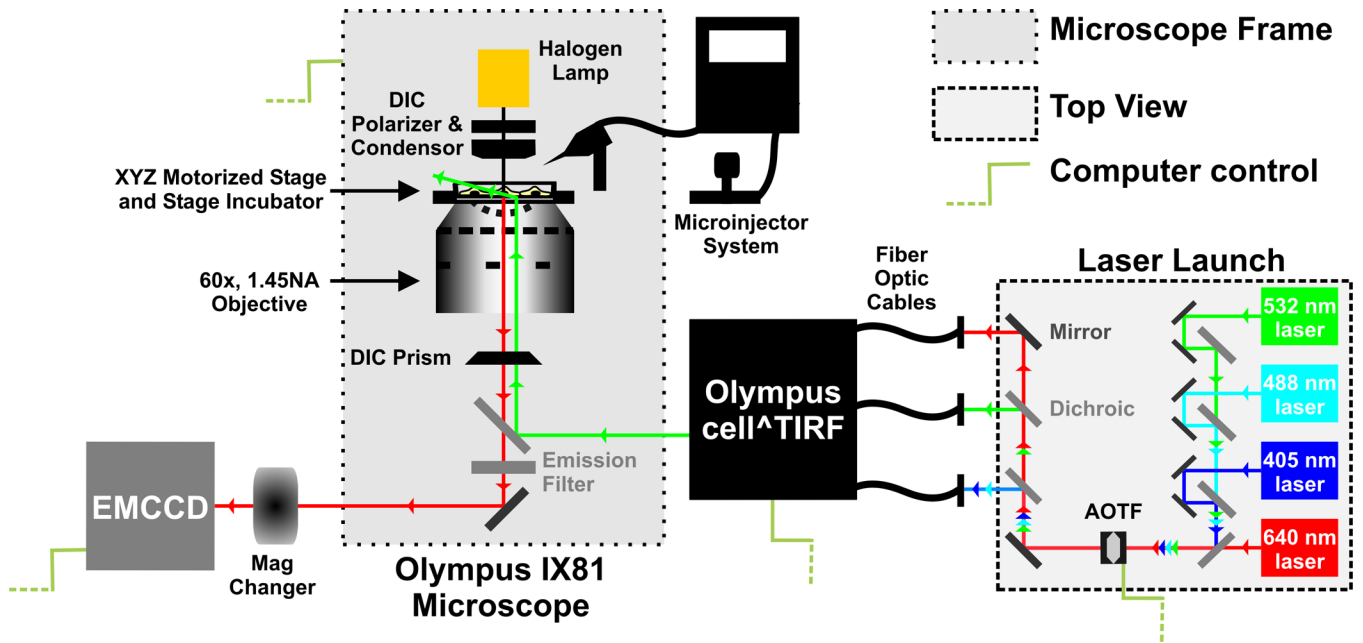 Halogen
Lamp
DIC
Polarizer &
Condensor
XYZ Motorized Stage
and Stage Incubator
60x, 1.45NA
Objective
DIC Prism
Emission
Filter
EMCCD
Mag
Changer
Olympus IX81
Microscope
Microinjector
System
Olympus
cell^TIRF
Fiber
Optic
Cables
Microscope Frame
Top View
Computer control
Laser Launch
Mirror
Dichroic
AOTF
532 nm
laser
488 nm
laser
405 nm
laser
640 nm
laser